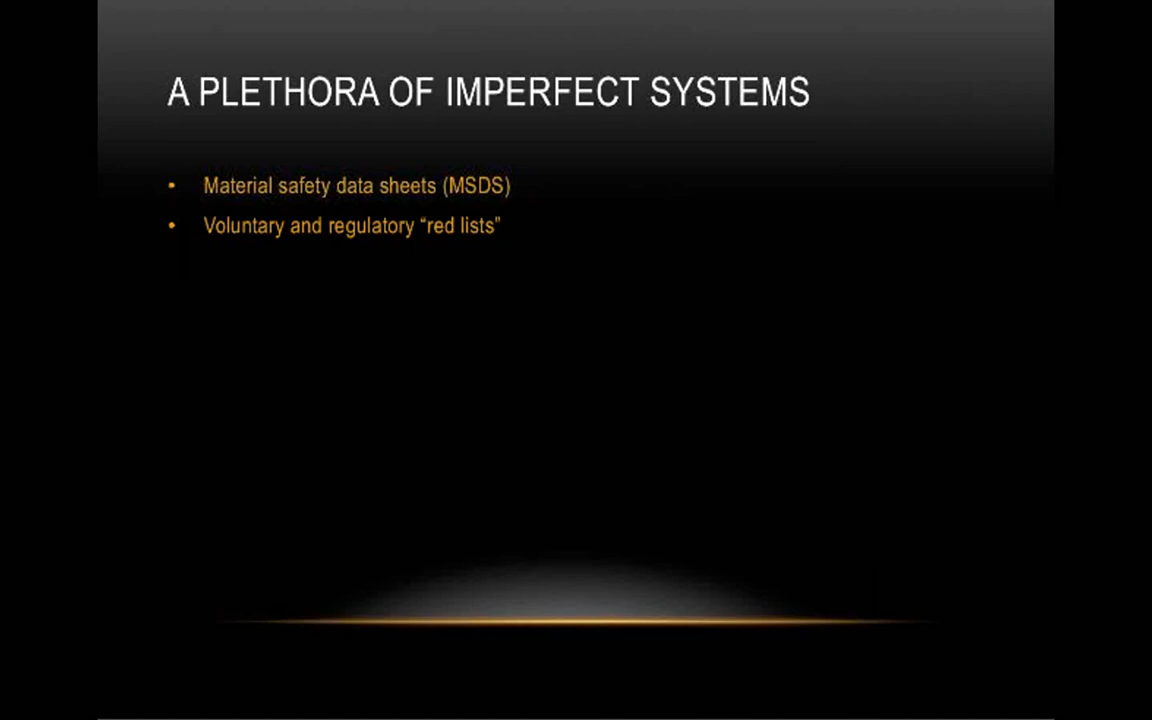 A PLETHORA OF IMPERFECT SYSTEMS
• Material safety data sheets (MSDS)
• Voluntary and regulatory “red lists”